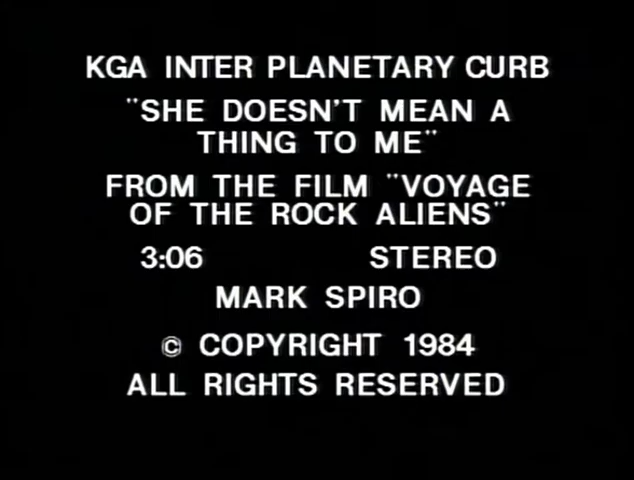 KGA INTER PLANETARY CURB
"SHE DOESN'T MEAN A
THING TO ME"
FROM THE FILM "VOYAGE
OF THE ROCK ALIENS"
3:06 STEREO
MARK SPIRO
© COPYRIGHT 1984
ALL RIGHTS RESERVED